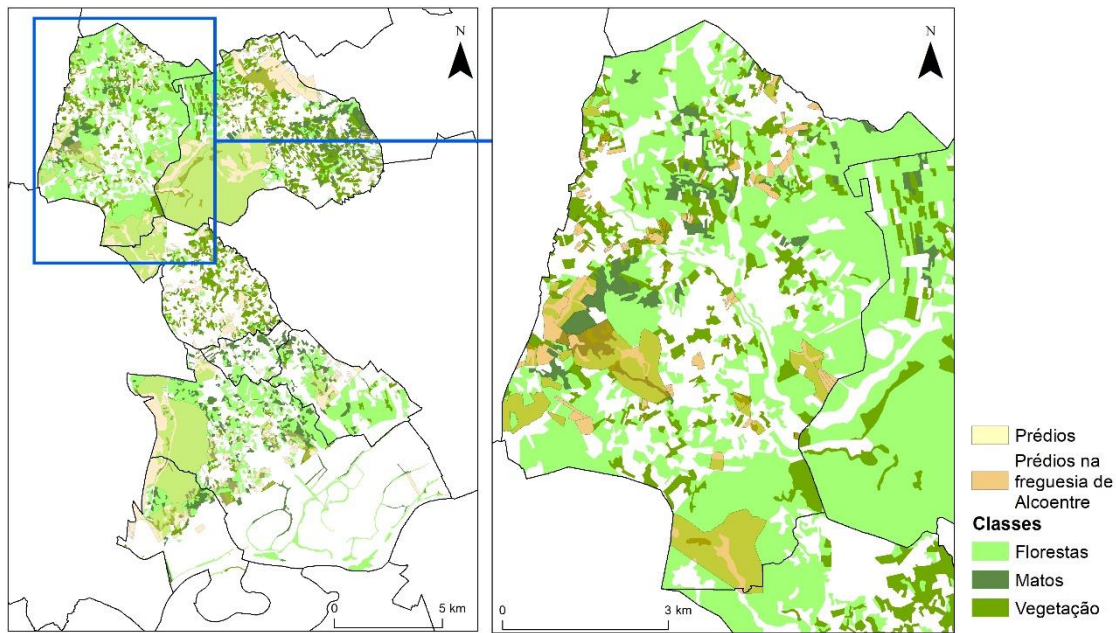 N
0
5 km
N
0
3 km
Prédios
Prédios na
freguesia de
Alcoentre
Classes
Florestas
Matos
Vegetação